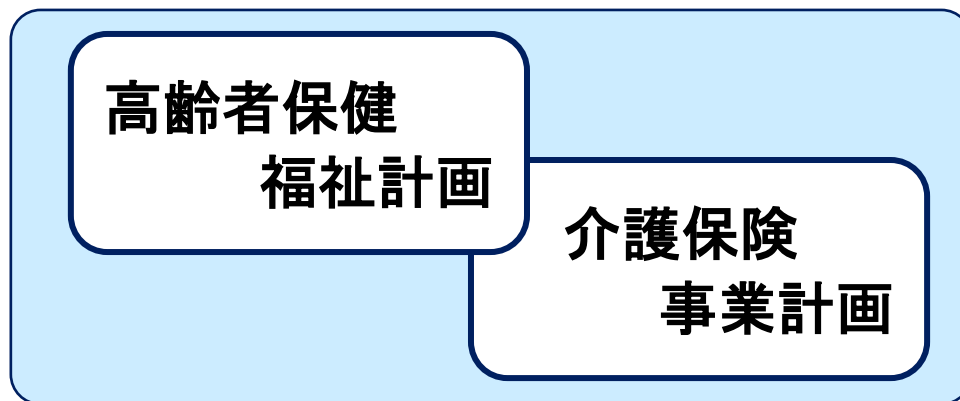 高齢者保健
福祉計画
介護保険
事業計画